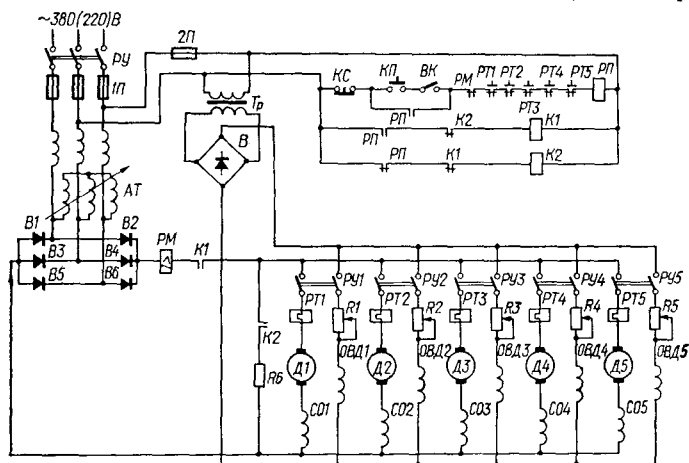 ~380(220)В
РУ
2П
1П
КС
КП
ВК
РМ
РТ1
РТ2
РТ4
РТ5
РП
Тр
РП
РТ3
РП
К2
К1
В
РП
К1
К2
АТ
В1
В2
В3
В4
В5
В6
РМ
К1
РУ1
РУ2
РУ3
РУ4
РУ5
РТ1
R1
РТ2
R2
РТ3
R3
РТ4
R4
РТ5
R5
К2
ОВД1
ОВД2
ОВД3
ОВД4
ОВД5
R6
Д1
Д2
Д3
Д4
Д5
СО1
СО2
СО3
СО4
СО5